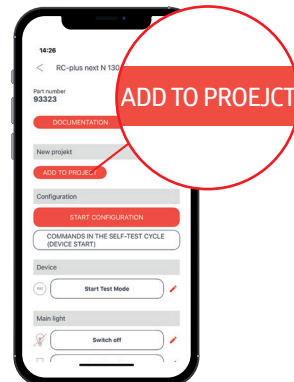 14:26
RC-plus next N 130
Part number
93323
DOCUMENTATION
New projekt
ADD TO PROJECT
ADD TO PROEJCT
Configuration
START CONFIGURATION
COMMANDS IN THE SELF-TEST CYCLE
(DEVICE START)
Device
Start Test Mode
Main light
Switch off